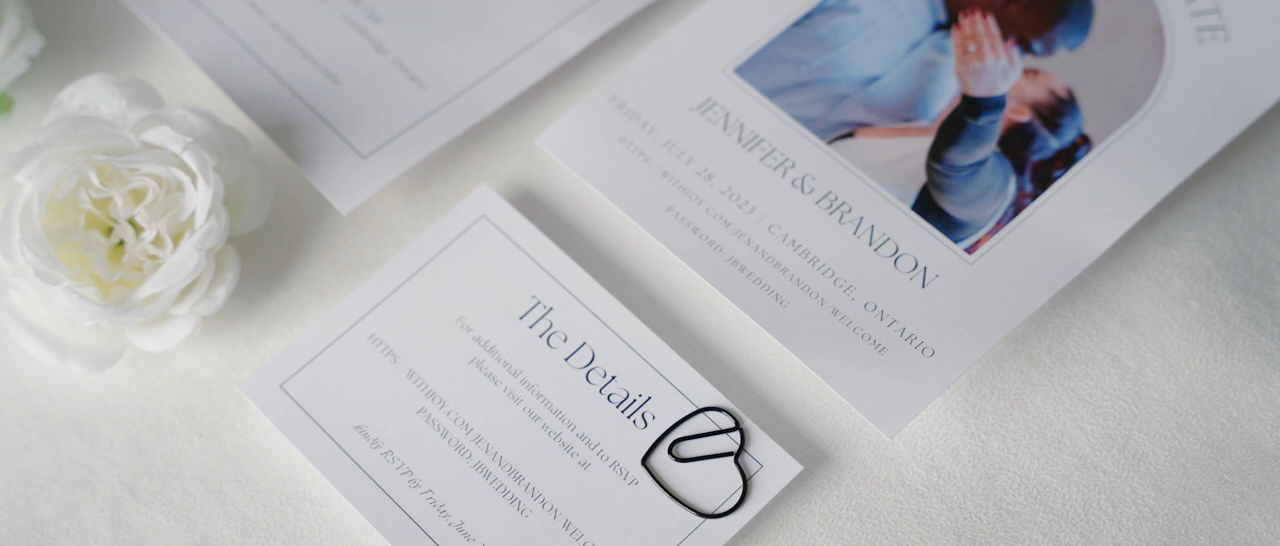 ATE
JENNIFER & BRANDON
FRIDAY, JULY 28, 2023 | CAMBRIDGE, ONTARIO
HTTPS: WITHJOY.COM/JENANDBRANDON/WELCOME
PASSWORD: JBWEDDING
The Details
For additional information and to RSVP
please visit our website at
HTTPS: WITHJOY.COM JENANDBRANDON WELC
PASSWORD: JBWEDDING
kindly RSVP by Friday, June